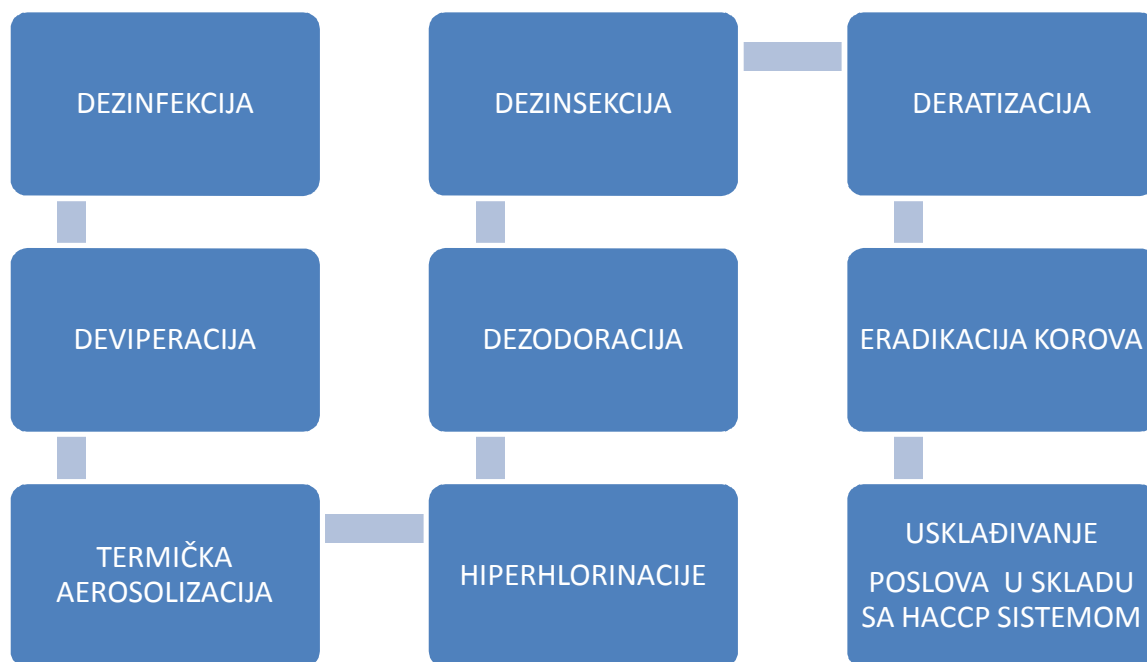 DEZINFEKCIJA
DEZINSEKCIJA
DERATIZACIJA
DEVIPERACIJA
DEZODORACIJA
ERADIKACIJA KOROVA
TERMIČKA
AEROSOLIZACIJA
HIPERHLORINACIJE
USKLAĐIVANJE
POSLOVA U SKLADU
SA HACCP SISTEMOM